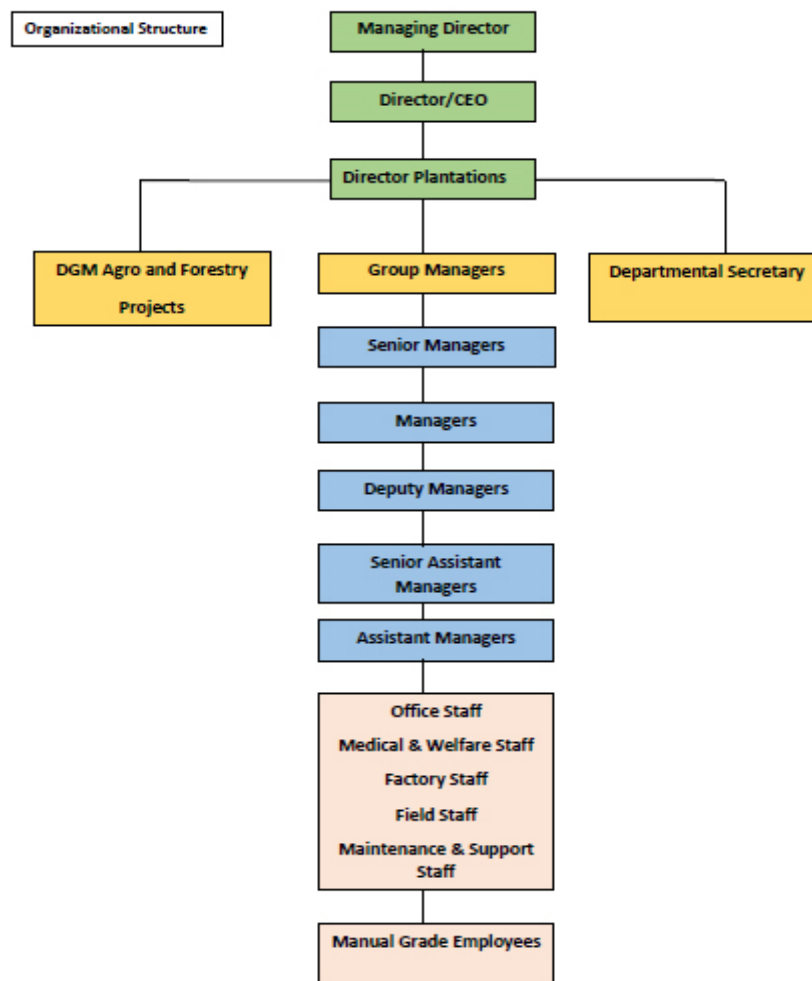 Organizational Structure
Managing Director
Director/CEO
Director Plantations
DGM Agro and Forestry
Projects
Group Managers
Departmental Secretary
Senior Managers
Managers
Deputy Managers
Senior Assistant
Managers
Assistant Managers
Office Staff
Medical & Welfare Staff
Factory Staff
Field Staff
Maintenance & Support
Staff
Manual Grade Employees